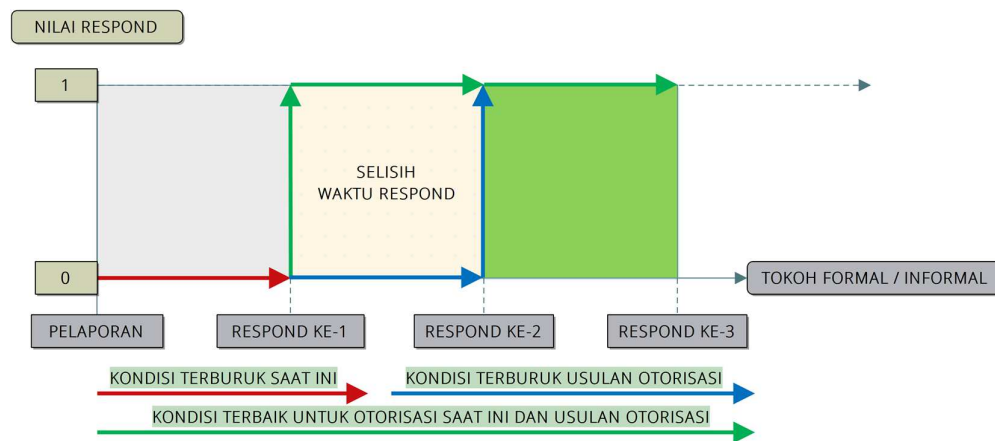 NILAI RESPOND
1
SELISIH
WAKTU RESPOND
0
TOKOH FORMAL / INFORMAL
PELAPORAN
RESPOND KE-1
RESPOND KE-2
RESPOND KE-3
KONDISI TERBURUK SAAT INI
KONDISI TERBURUK USULAN OTORISASI
KONDISI TERBAIK UNTUK OTORISASI SAAT INI DAN USULAN OTORISASI